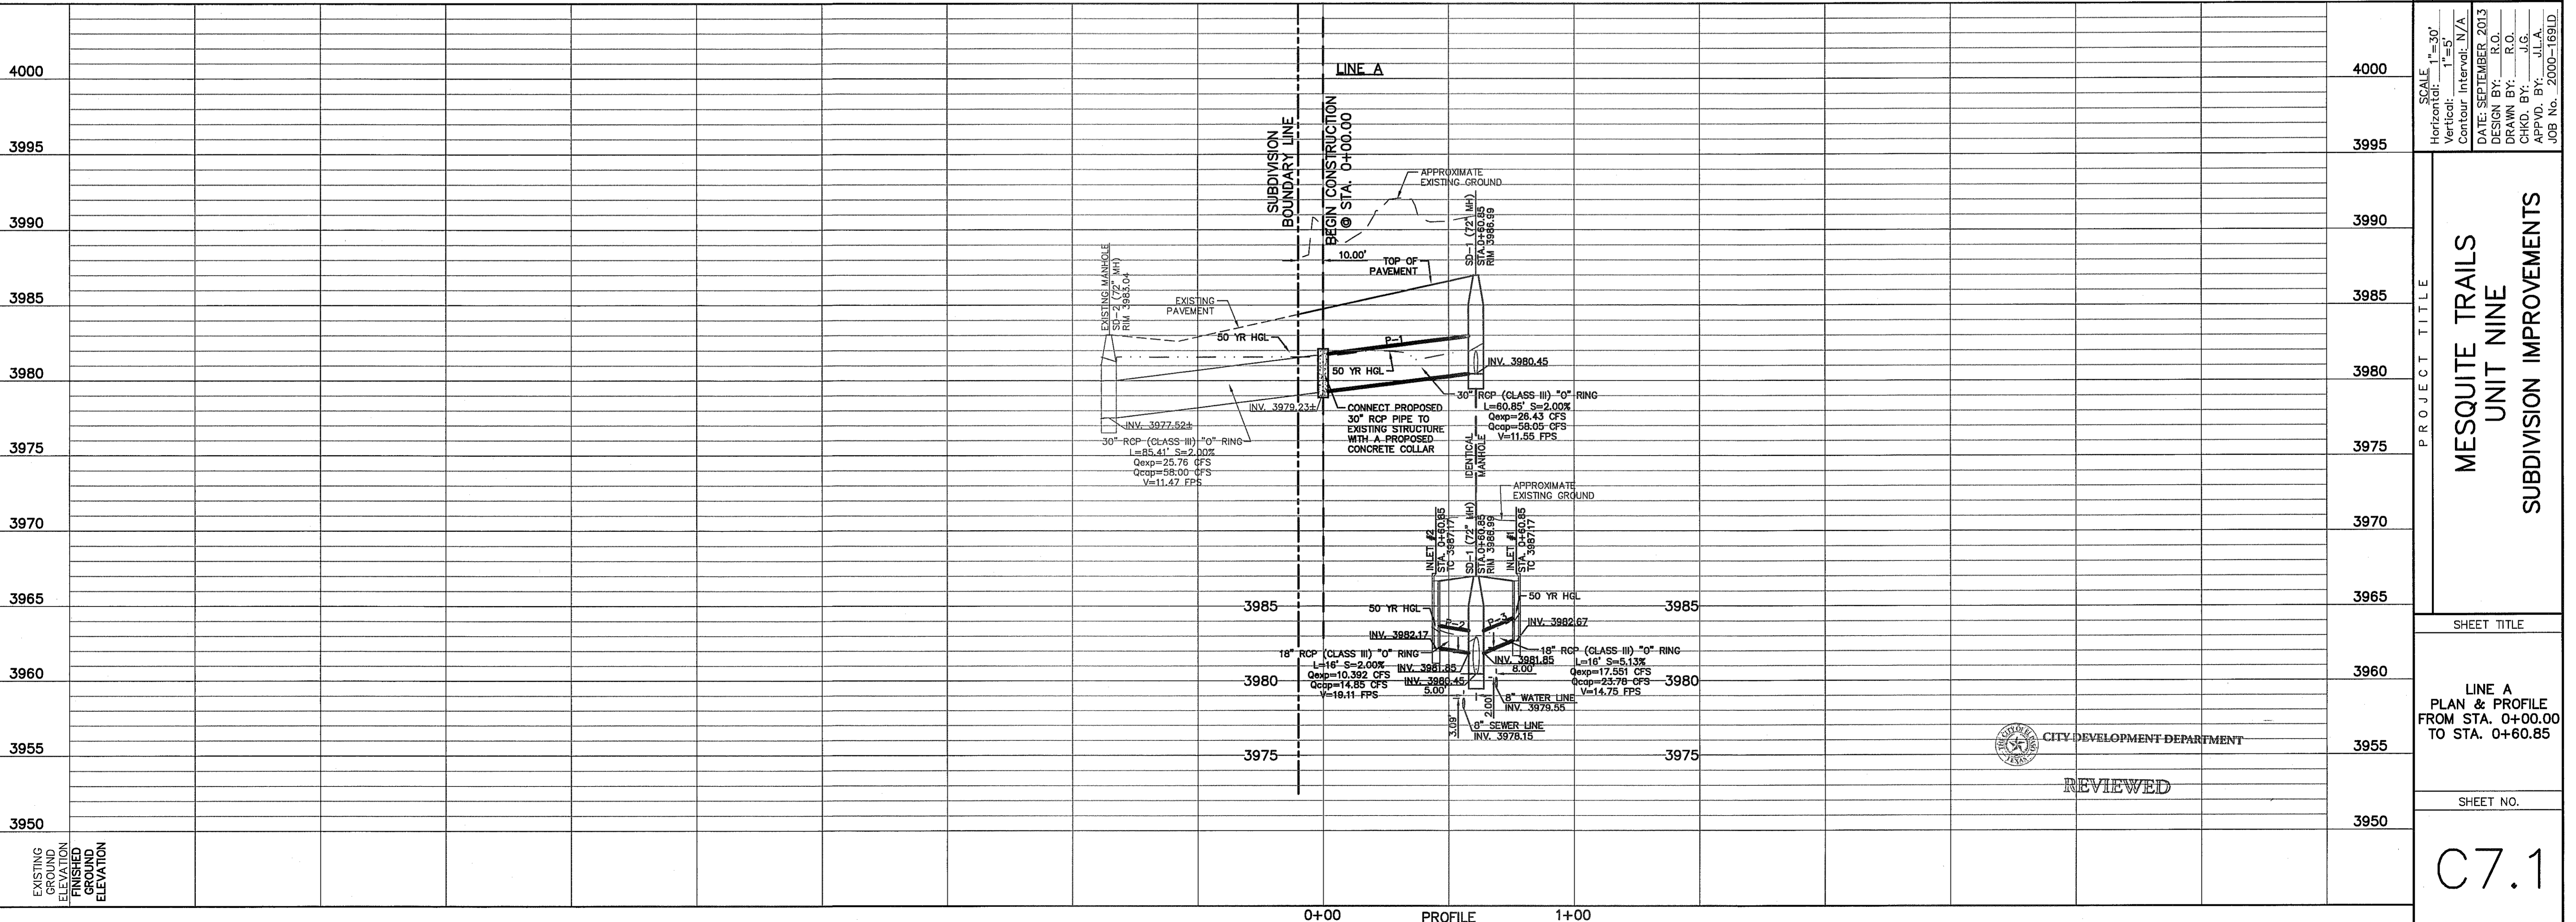 4000
3995
3990
3985
3980
3975
3970
3965
3960
3955
3950
EXISTING
GROUND
ELEVATION
FINISHED
GROUND
ELEVATION
LINE A
SUBDIVISION
BOUNDARY LINE
BEGIN CONSTRUCTION
@ STA. 0+00.00
APPROXIMATE
EXISTING GROUND
SD-1 (72" MH)
STA.0+60.85
RIM 3986.99
10.00'
TOP OF
PAVEMENT
EXISTING MANHOLE
SD-2 (72" MH)
RIM 3983.04
EXISTING
PAVEMENT
50 YR HGL
P-1
50 YR HGL
INV. 3980.45
INV. 3979.23±
INV. 3977.52±
30" RCP (CLASS III) "O" RING
L=85.41' S=2.00%
Qexp=25.76 CFS
Qcap=58.00 CFS
V=11.47 FPS
CONNECT PROPOSED
30" RCP PIPE TO
EXISTING STRUCTURE
WITH A PROPOSED
CONCRETE COLLAR
30" RCP (CLASS III) "O" RING
L=60.85' S=2.00%
Qexp=26.43 CFS
Qcap=58.05 CFS
V=11.55 FPS
IDENTICAL
MANHOLE
APPROXIMATE
EXISTING GROUND
INLET #2
STA. 0+60.85
TC 3987.17
SD-1 (72" MH)
STA.0+60.85
RIM 3986.99
INLET #1
STA. 0+60.85
TC 3987.17
3985
3985
50 YR HGL
50 YR HGL
P-2
P-3
INV. 3982.17
INV. 3982.67
18" RCP (CLASS III) "O" RING
L=16' S=2.00%
Qexp=10.392 CFS
Qcap=14.85 CFS
V=19.11 FPS
INV. 3981.85
INV. 3980.45
5.00'
INV. 3981.85
8.00'
18" RCP (CLASS III) "O" RING
L=16' S=5.13%
Qexp=17.551 CFS
Qcap=23.78 CFS
V=14.75 FPS
3980
3980
3.09'
2.00'
8" WATER LINE
INV. 3979.55
8" SEWER LINE
INV. 3978.15
3975
3975
0+00
PROFILE
1+00
THE CITY OF EL PASO
TEXAS
CITY DEVELOPMENT DEPARTMENT
REVIEWED
4000
3995
3990
3985
3980
3975
3970
3965
3960
3955
3950
SCALE
Horizontal: 1"=30'
Vertical: 1"=5'
Contour Interval: N/A
DATE: SEPTEMBER 2013
DESIGN BY: R.O.
DRAWN BY: R.O.
CHKD. BY: J.G.
APPVD. BY: J.L.A.
JOB No. 2000-169LD
PROJECT TITLE
MESQUITE TRAILS
UNIT NINE
SUBDIVISION IMPROVEMENTS
SHEET TITLE
LINE A
PLAN & PROFILE
FROM STA. 0+00.00
TO STA. 0+60.85
SHEET NO.
C7.1